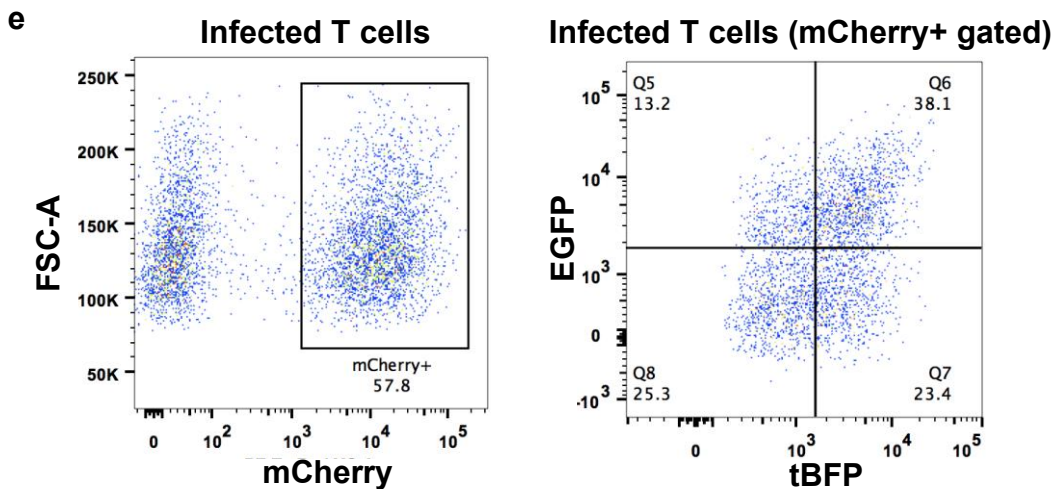 e
Infected T cells
250K
200K
150K
100K
50K
FSC-A
mCherry+
57.8
0 10^2 10^3 10^4 10^5
mCherry
Infected T cells (mCherry+ gated)
Q5
13.2
Q6
38.1
Q8
25.3
Q7
23.4
10^5
10^4
10^3
0
-10^3
EGFP
0 10^3 10^4 10^5
tBFP